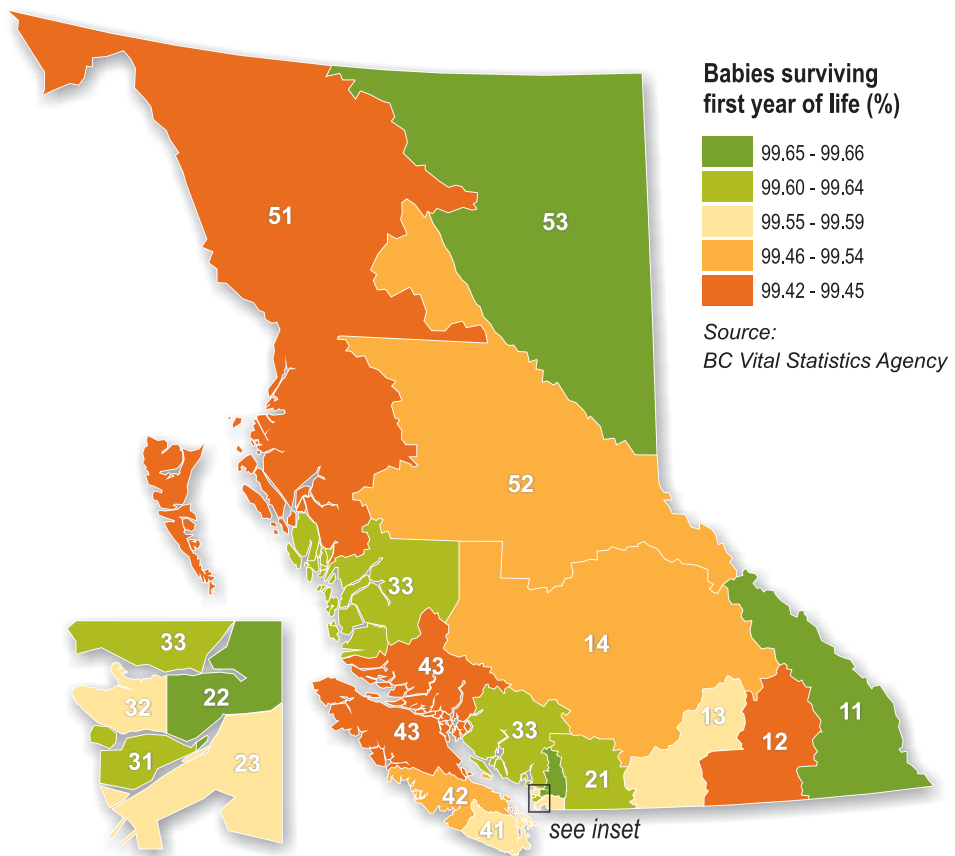 Babies surviving
first year of life (%)
99.65 - 99.66
99.60 - 99.64
99.55 - 99.59
99.46 - 99.54
99.42 - 99.45
Source:
BC Vital Statistics Agency
51
53
52
33
14
43
33
22
32
31
23
43
33
13
12
11
21
42
41
see inset